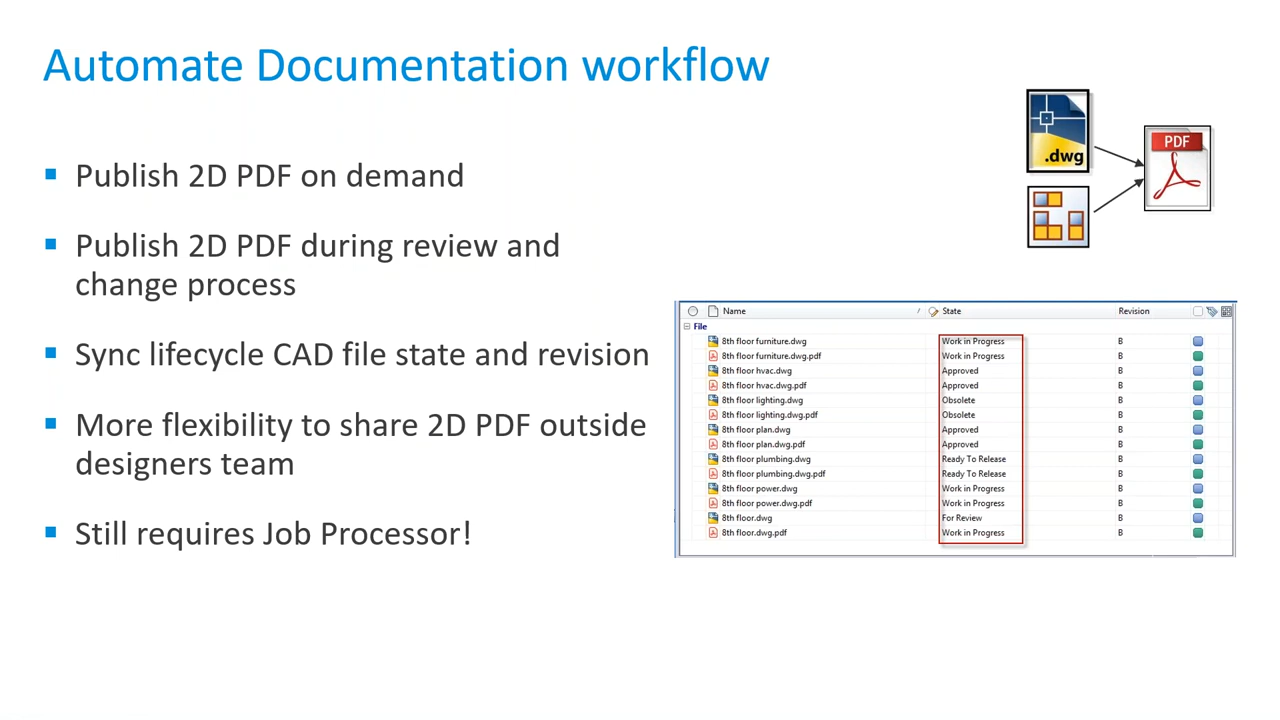 Automate Documentation workflow
Publish 2D PDF on demand
Publish 2D PDF during review and
change process
Sync lifecycle CAD file state and revision
More flexibility to share 2D PDF outside
designers team
Still requires Job Processor!
.dwg
PDF
Name / State Revision
File
8th floor furniture.dwg Work in Progress B
8th floor furniture.dwg.pdf Work in Progress B
8th floor hvac.dwg Approved B
8th floor hvac.dwg.pdf Approved B
8th floor lighting.dwg Obsolete B
8th floor lighting.dwg.pdf Obsolete B
8th floor plan.dwg Approved B
8th floor plan.dwg.pdf Approved B
8th floor plumbing.dwg Ready To Release B
8th floor plumbing.dwg.pdf Ready To Release B
8th floor power.dwg Work in Progress B
8th floor power.dwg.pdf Work in Progress B
8th floor.dwg For Review B
8th floor.dwg.pdf Work in Progress B